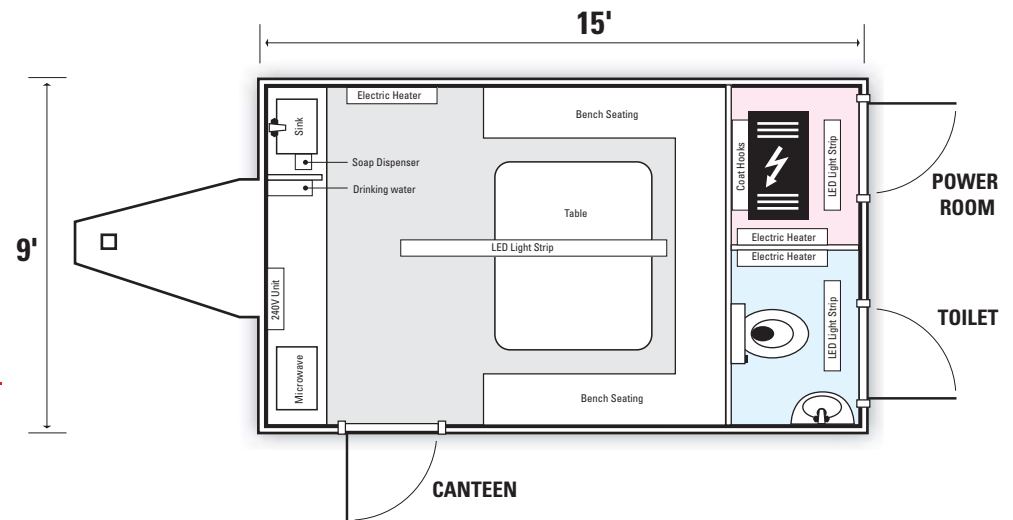 15'
9'
Electric Heater
Sink
Soap Dispenser
Drinking water
240V Unit
Microwave
Bench Seating
Table
LED Light Strip
Bench Seating
Coat Hooks
LED Light Strip
Electric Heater
Electric Heater
LED Light Strip
POWER
ROOM
TOILET
CANTEEN